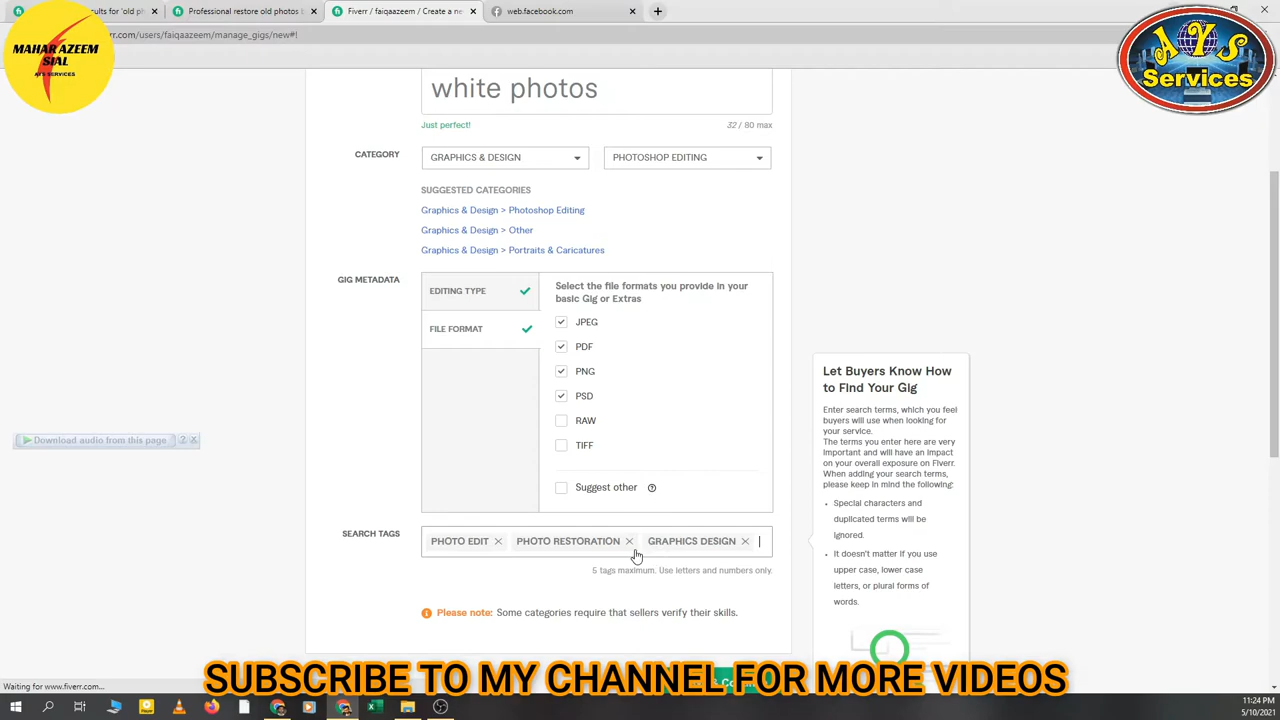 sults for 'old p
Professional restore old photos b
Fiverr / faiqaazeem / Create a ne
web.facebook.com
com/users/faiqaazeem/manage_gigs/new#!
MAHAR AZEEM
SIAL
AYS SERVICES
AYS
Services
white photos
Just perfect!
32 / 80 max
CATEGORY
GRAPHICS & DESIGN
PHOTOSHOP EDITING
SUGGESTED CATEGORIES
Graphics & Design > Photoshop Editing
Graphics & Design > Other
Graphics & Design > Portraits & Caricatures
GIG METADATA
EDITING TYPE
FILE FORMAT
Select the file formats you provide in your
basic Gig or Extras
JPEG
PDF
PNG
PSD
RAW
TIFF
Suggest other
Let Buyers Know How
to Find Your Gig
Enter search terms, which you feel
buyers will use when looking for
your service.
The terms you enter here are very
important and will have an impact
on your overall exposure on Fiverr.
When adding your search terms,
please keep in mind the following:
Special characters and
duplicated terms will be
ignored.
It doesn't matter if you use
upper case, lower case
letters, or plural forms of
words.
Download audio from this page
SEARCH TAGS
PHOTO EDIT
PHOTO RESTORATION
GRAPHICS DESIGN
5 tags maximum. Use letters and numbers only.
Please note: Some categories require that sellers verify their skills.
SUBSCRIBE TO MY CHANNEL FOR MORE VIDEOS
Waiting for www.fiverr.com...
11:24 PM
5/10/2021